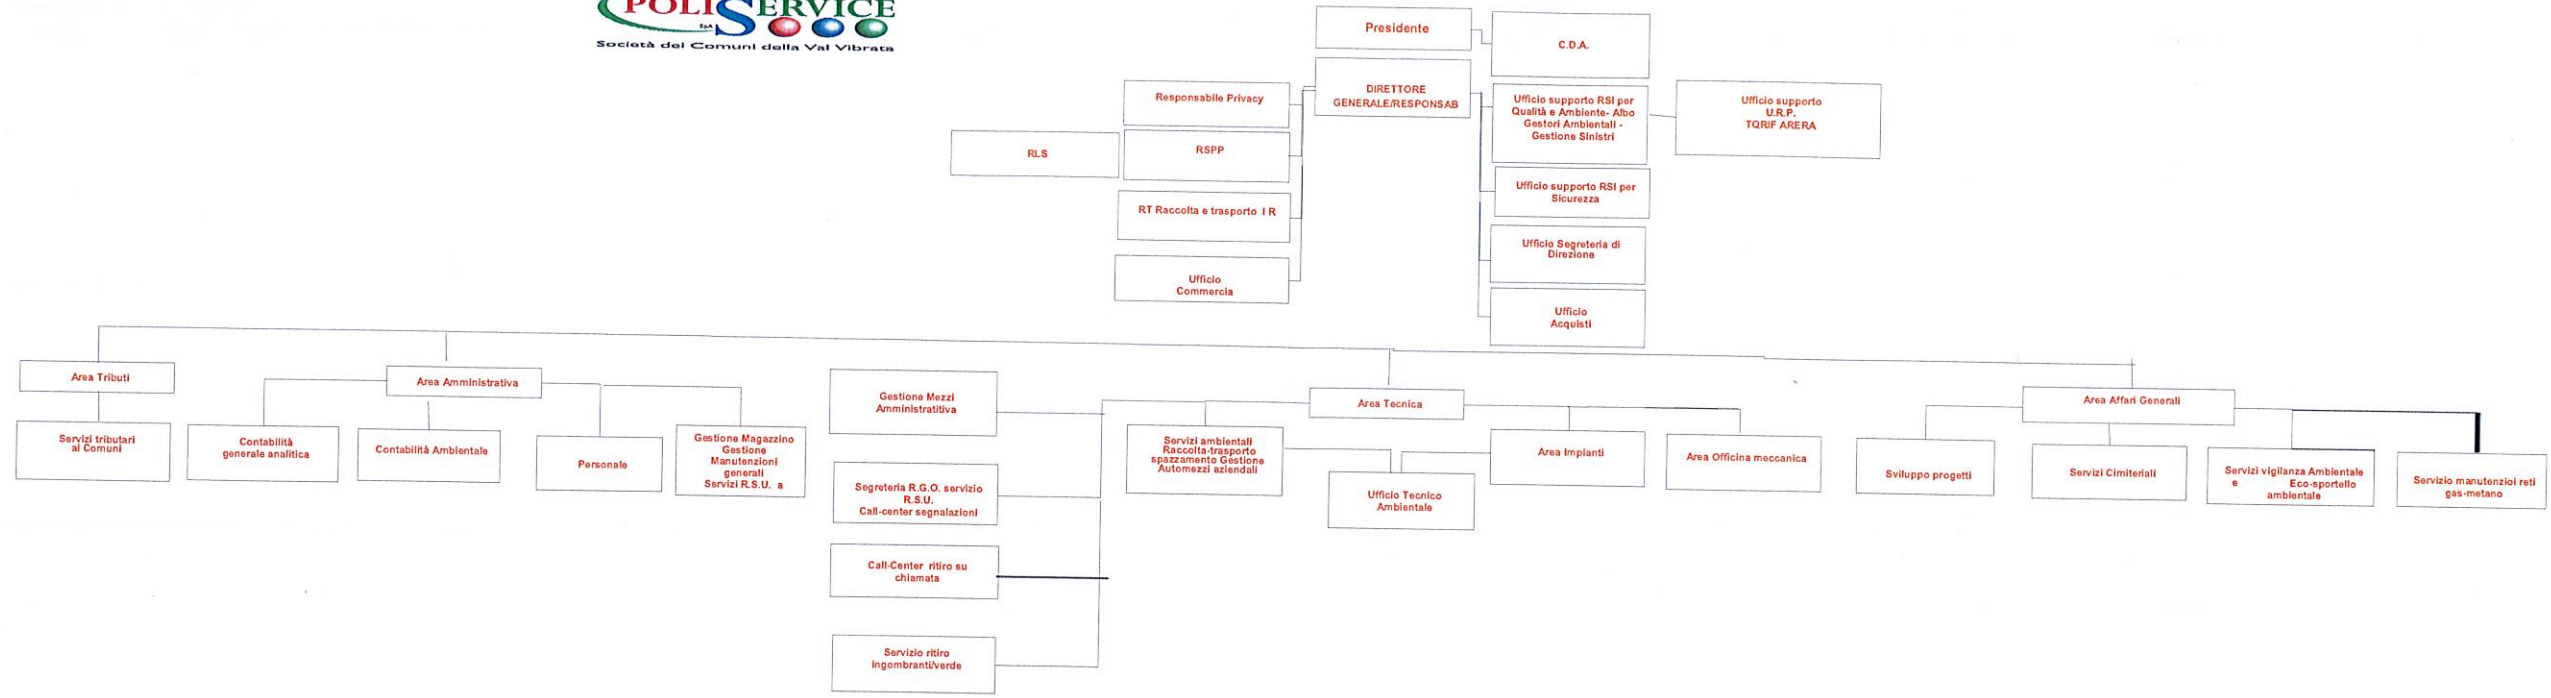 POLISERVICE
SpA
Società dei Comuni della Val Vibrata
Presidente
C.D.A.
DIRETTORE
GENERALE/RESPONSAB
Responsabile Privacy
RLS
RSPP
RT Raccolta e trasporto I R
Ufficio
Commercia
Ufficio supporto RSI per
Qualità e Ambiente- Albo
Gestori Ambientali -
Gestione Sinistri
Ufficio supporto
U.R.P.
TQRIF ARERA
Ufficio supporto RSI per
Sicurezza
Ufficio Segreteria di
Direzione
Ufficio
Acquisti
Area Tributi
Servizi tributari
ai Comuni
Area Amministrativa
Contabilità
generale analitica
Contabilità Ambientale
Personale
Gestione Magazzino
Gestione
Manutenzioni
generali
Servizi R.S.U. a
Gestione Mezzi
Amministratitiva
Segreteria R.G.O. servizio
R.S.U.
Call-center segnalazioni
Call-Center ritiro su
chiamata
Servizio ritiro
ingombranti/verde
Area Tecnica
Servizi ambientali
Raccolta-trasporto
spazzamento Gestione
Automezzi aziendali
Ufficio Tecnico
Ambientale
Area Impianti
Area Officina meccanica
Area Affari Generali
Sviluppo progetti
Servizi Cimiteriali
Servizi vigilanza Ambientale
e Eco-sportello
ambientale
Servizio manutenzioi reti
gas-metano